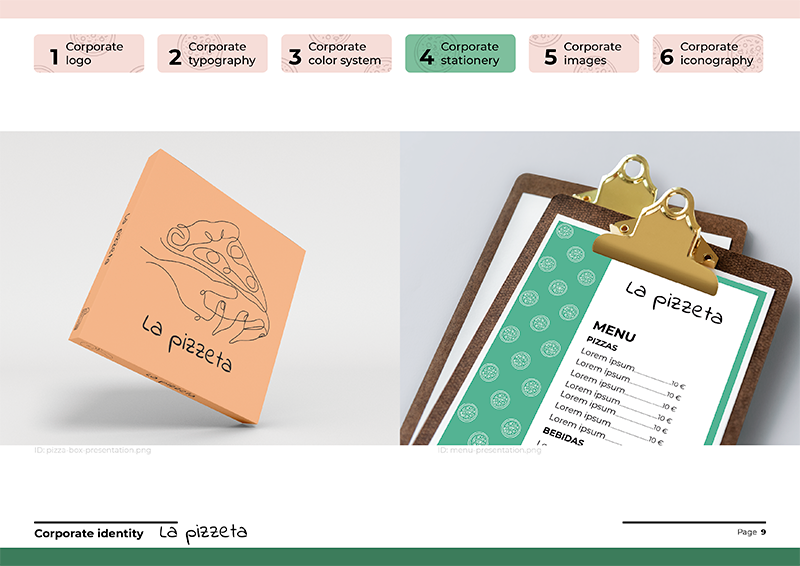 1 Corporate logo
2 Corporate typography
3 Corporate color system
4 Corporate stationery
5 Corporate images
6 Corporate iconography
La pizzeta
La pizzeta
La pizzeta
La pizzeta
MENU
PIZZAS
Lorem ipsum 10 €
Lorem ipsum 10 €
Lorem ipsum 10 €
Lorem ipsum 10 €
Lorem ipsum 10 €
Lorem ipsum 10 €
BEBIDAS
ID: pizza-box-presentation.png
ID: menu-presentation.png
Corporate identity La pizzeta
Page 9